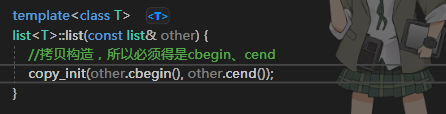 template<class T> <T>
list<T>::list(const list& other) {
//拷贝构造，所以必须得是cbegin、cend
copy_init(other.cbegin(), other.cend());
}